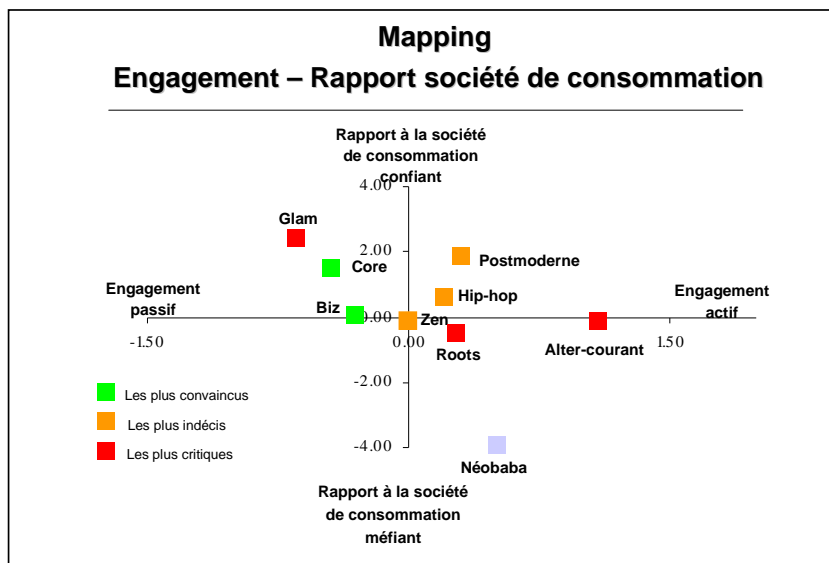 Mapping
Engagement – Rapport société de consommation
Rapport à la société
de consommation
confiant
4.00
Glam
2.00
Postmoderne
Core
Engagement
passif
Hip-hop
Engagement
actif
Biz
0.00
Zen
-1.50
0.00
Roots
Alter-courant
1.50
-2.00
Les plus convaincus
Les plus indécis
Les plus critiques
-4.00
Néobaba
Rapport à la société
de consommation
méfiant